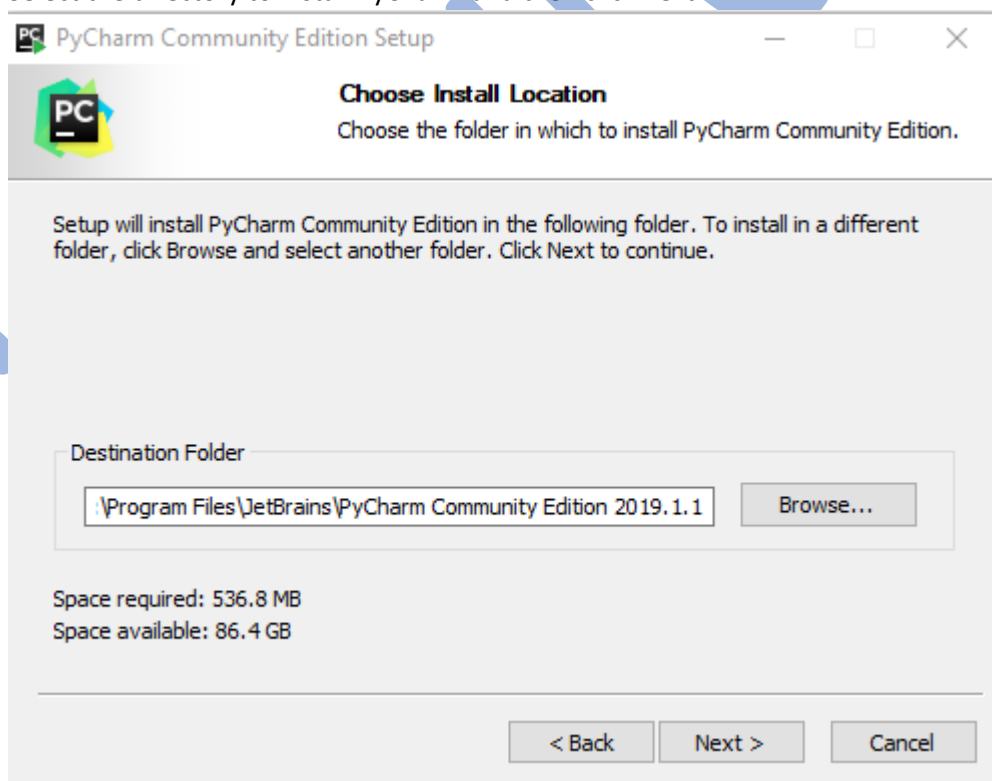 PyCharm Community Edition Setup
PC
Choose Install Location
Choose the folder in which to install PyCharm Community Edition.
Setup will install PyCharm Community Edition in the following folder. To install in a different
folder, click Browse and select another folder. Click Next to continue.
Destination Folder
:\Program Files\JetBrains\PyCharm Community Edition 2019.1.1
Browse...
Space required: 536.8 MB
Space available: 86.4 GB
< Back
Next >
Cancel